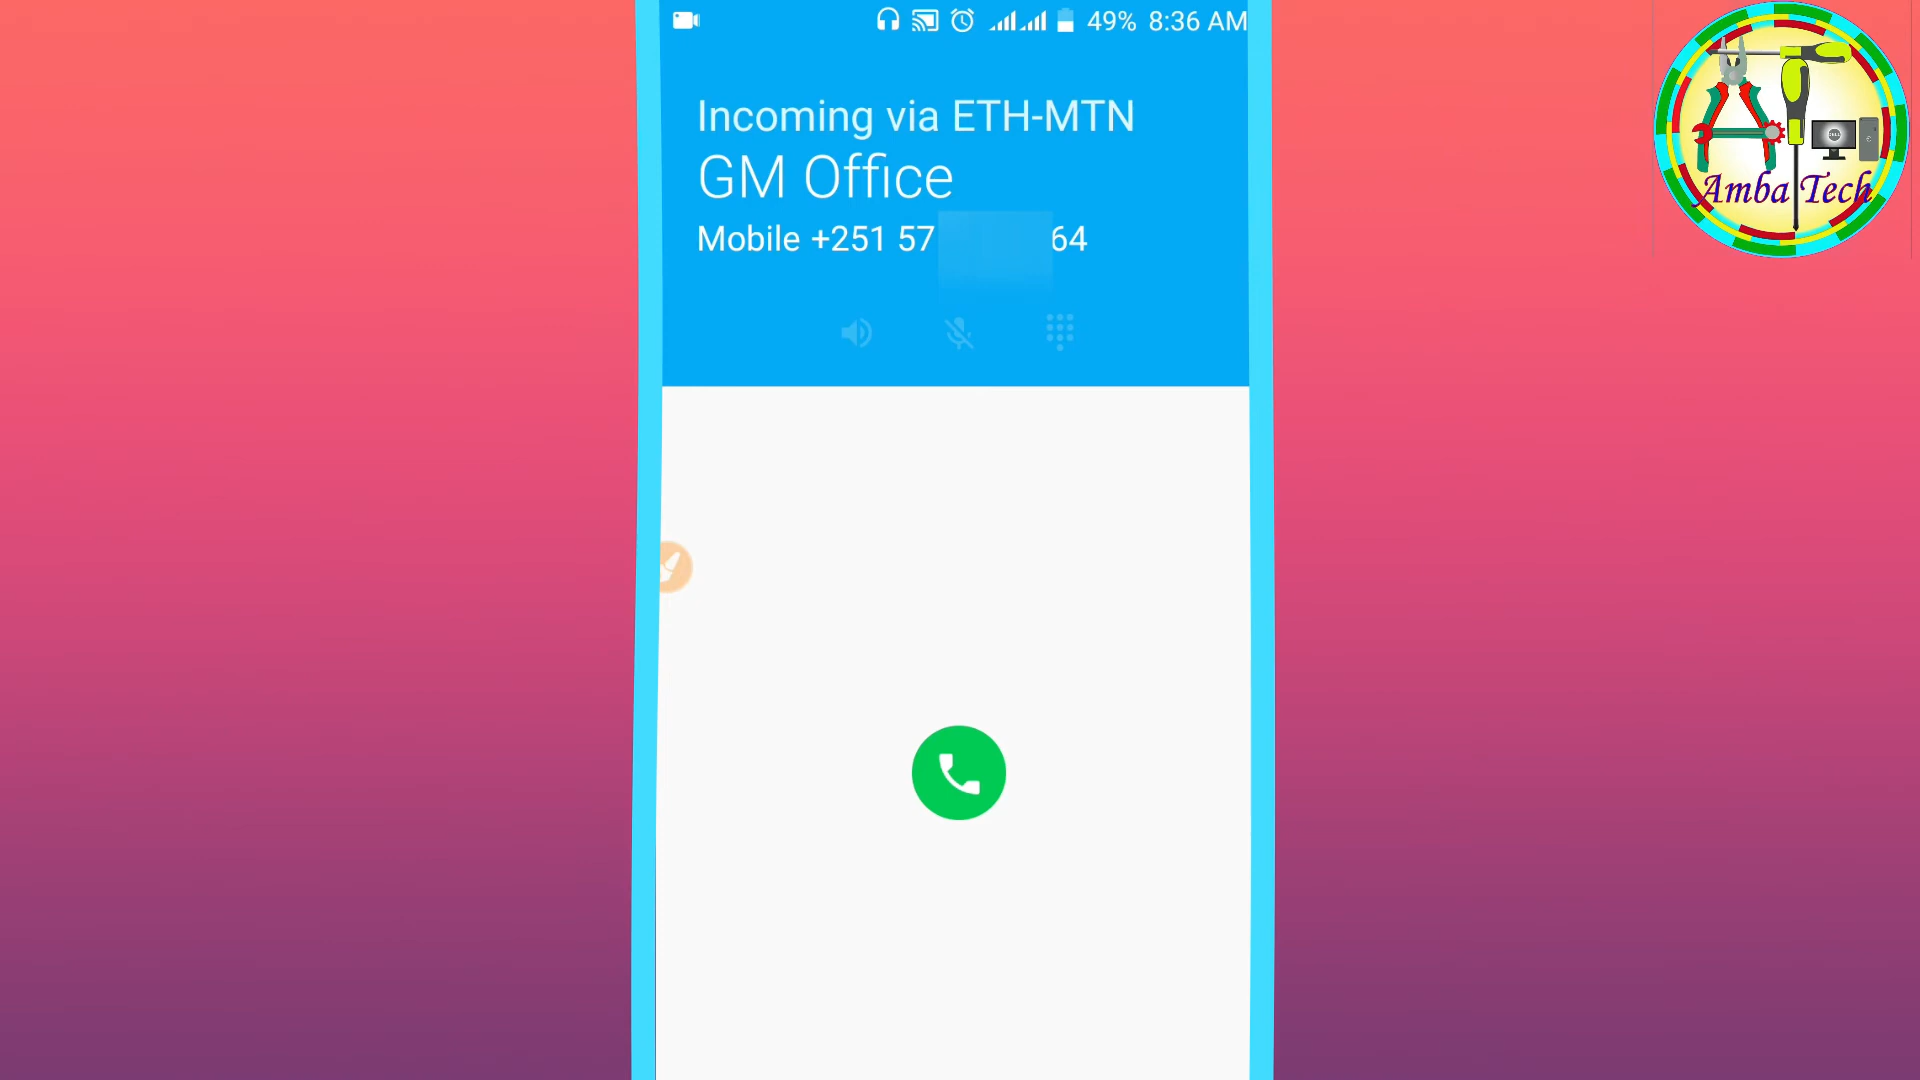 49% 8:36 AM
Incoming via ETH-MTN
GM Office
Mobile +251 57 64
Amba Tech